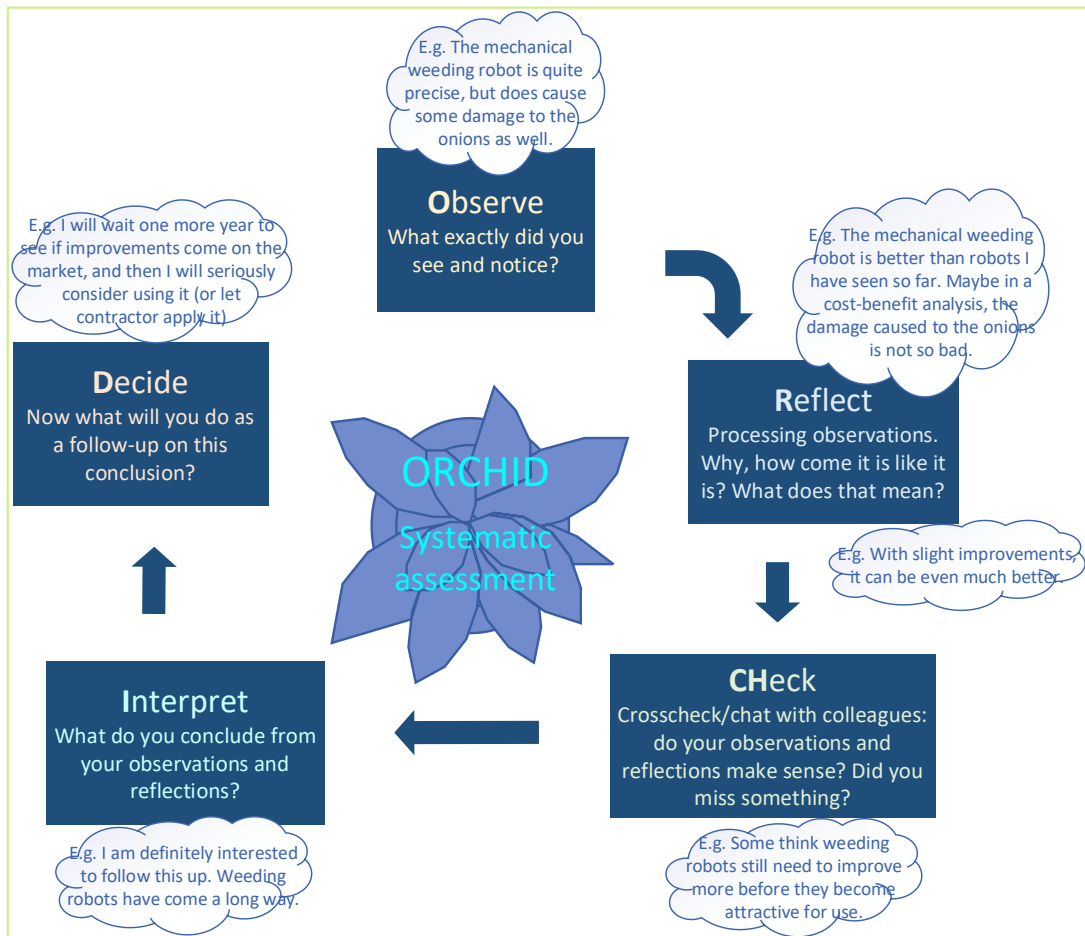 E.g. The mechanical
weeding robot is quite
precise, but does cause
some damage to the
onions as well.
Observe
What exactly did you
see and notice?
E.g. The mechanical weeding
robot is better than robots I
have seen so far. Maybe in a
cost-benefit analysis, the
damage caused to the onions
is not so bad.
Reflect
Processing observations.
Why, how come it is like it
is? What does that mean?
E.g. With slight improvements,
it can be even much better.
CHeck
Crosscheck/chat with colleagues:
do your observations and
reflections make sense? Did you
miss something?
E.g. Some think weeding
robots still need to improve
more before they become
attractive for use.
Interpret
What do you conclude from
your observations and
reflections?
E.g. I am definitely interested
to follow this up. Weeding
robots have come a long way.
E.g. I will wait one more year to
see if improvements come on the
market, and then I will seriously
consider using it (or let
contractor apply it)
Decide
Now what will you do as
a follow-up on this
conclusion?
ORCHID
Systematic
assessment